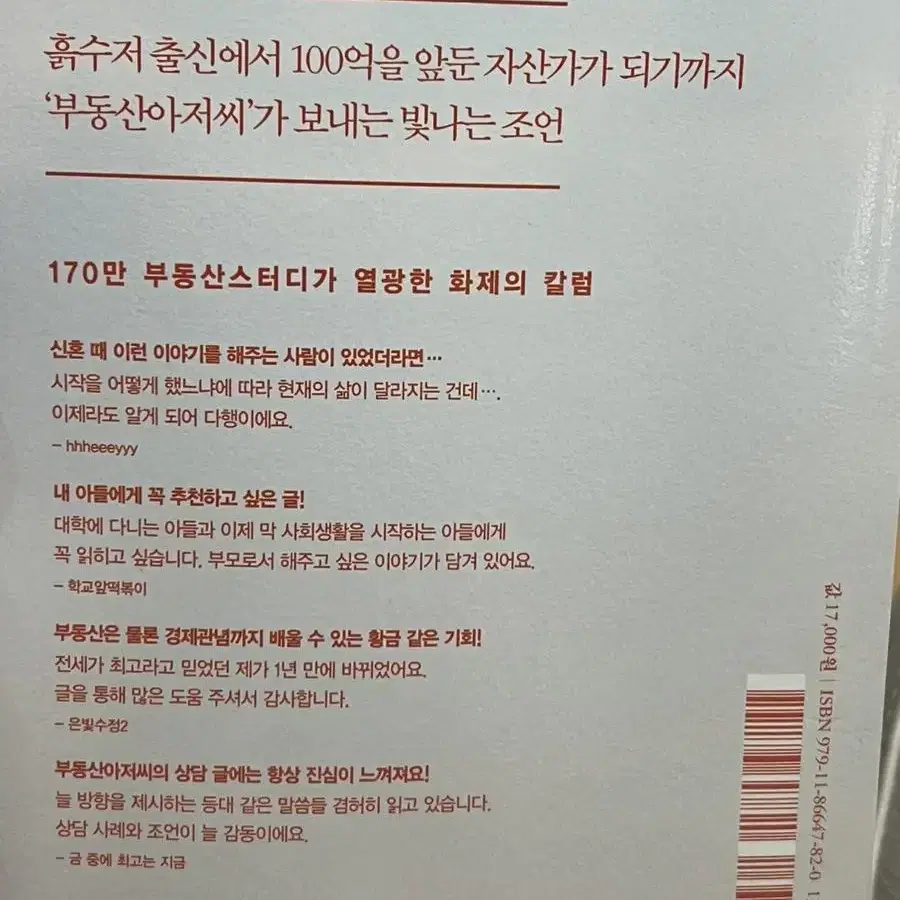 흙수저 출신에서 100억을 앞둔 자산가가 되기까지
‘부동산아저씨’가 보내는 빛나는 조언
170만 부동산스터디가 열광한 화제의 칼럼
신혼 때 이런 이야기를 해주는 사람이 있었더라면…
시작을 어떻게 했느냐에 따라 현재의 삶이 달라지는 건데….
이제라도 알게 되어 다행이에요.
– hhheeeyyy
내 아들에게 꼭 추천하고 싶은 글!
대학에 다니는 아들과 이제 막 사회생활을 시작하는 아들에게
꼭 읽히고 싶습니다. 부모로서 해주고 싶은 이야기가 담겨 있어요.
– 학교앞떡볶이
부동산은 물론 경제관념까지 배울 수 있는 황금 같은 기회!
전세가 최고라고 믿었던 제가 1년 만에 바뀌었어요.
글을 통해 많은 도움 주셔서 감사합니다.
– 은빛수정2
부동산아저씨의 상담 글에는 항상 진심이 느껴져요!
늘 방향을 제시하는 등대 같은 말씀들 겸허히 읽고 있습니다.
상담 사례와 조언이 늘 감동이에요.
– 금 중에 최고는 지금
값 17,000원 | ISBN 979-11-86647-82-0